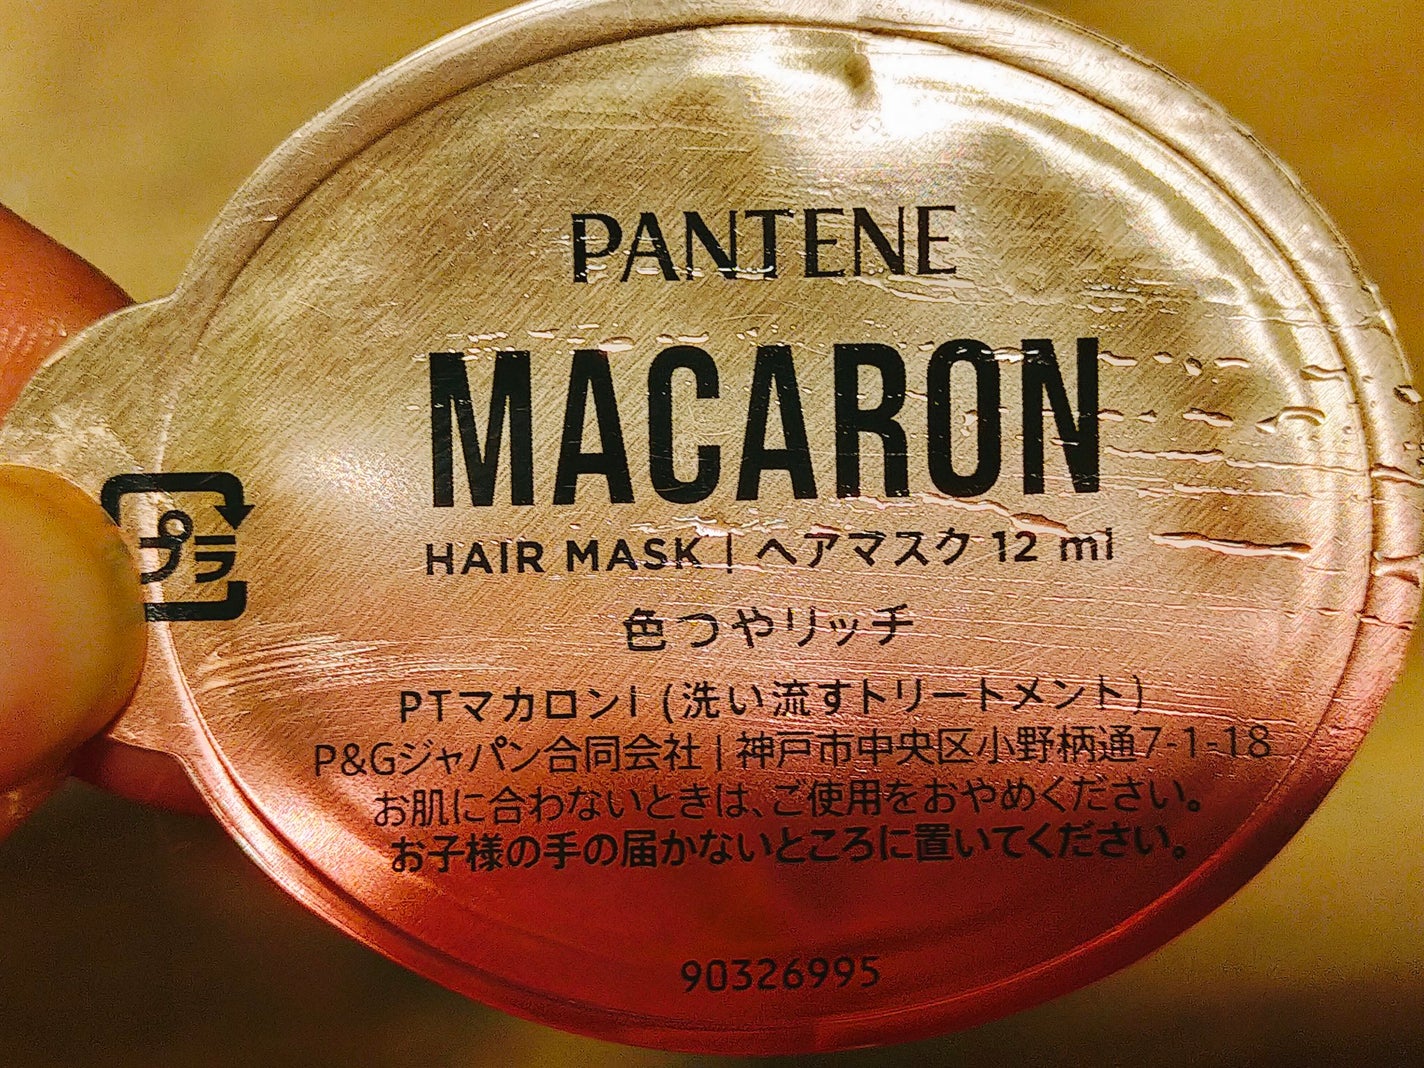 PANTENE
MACARON
HAIR MASK | ヘアマスク 12 ml
プラ
色つやリッチ
PTマカロンI (洗い流すトリートメント)
P&Gジャパン合同会社 | 神戸市中央区小野柄通7-1-18
お肌に合わないときは、ご使用をおやめください。
お子様の手の届かないところに置いてください。
90326995